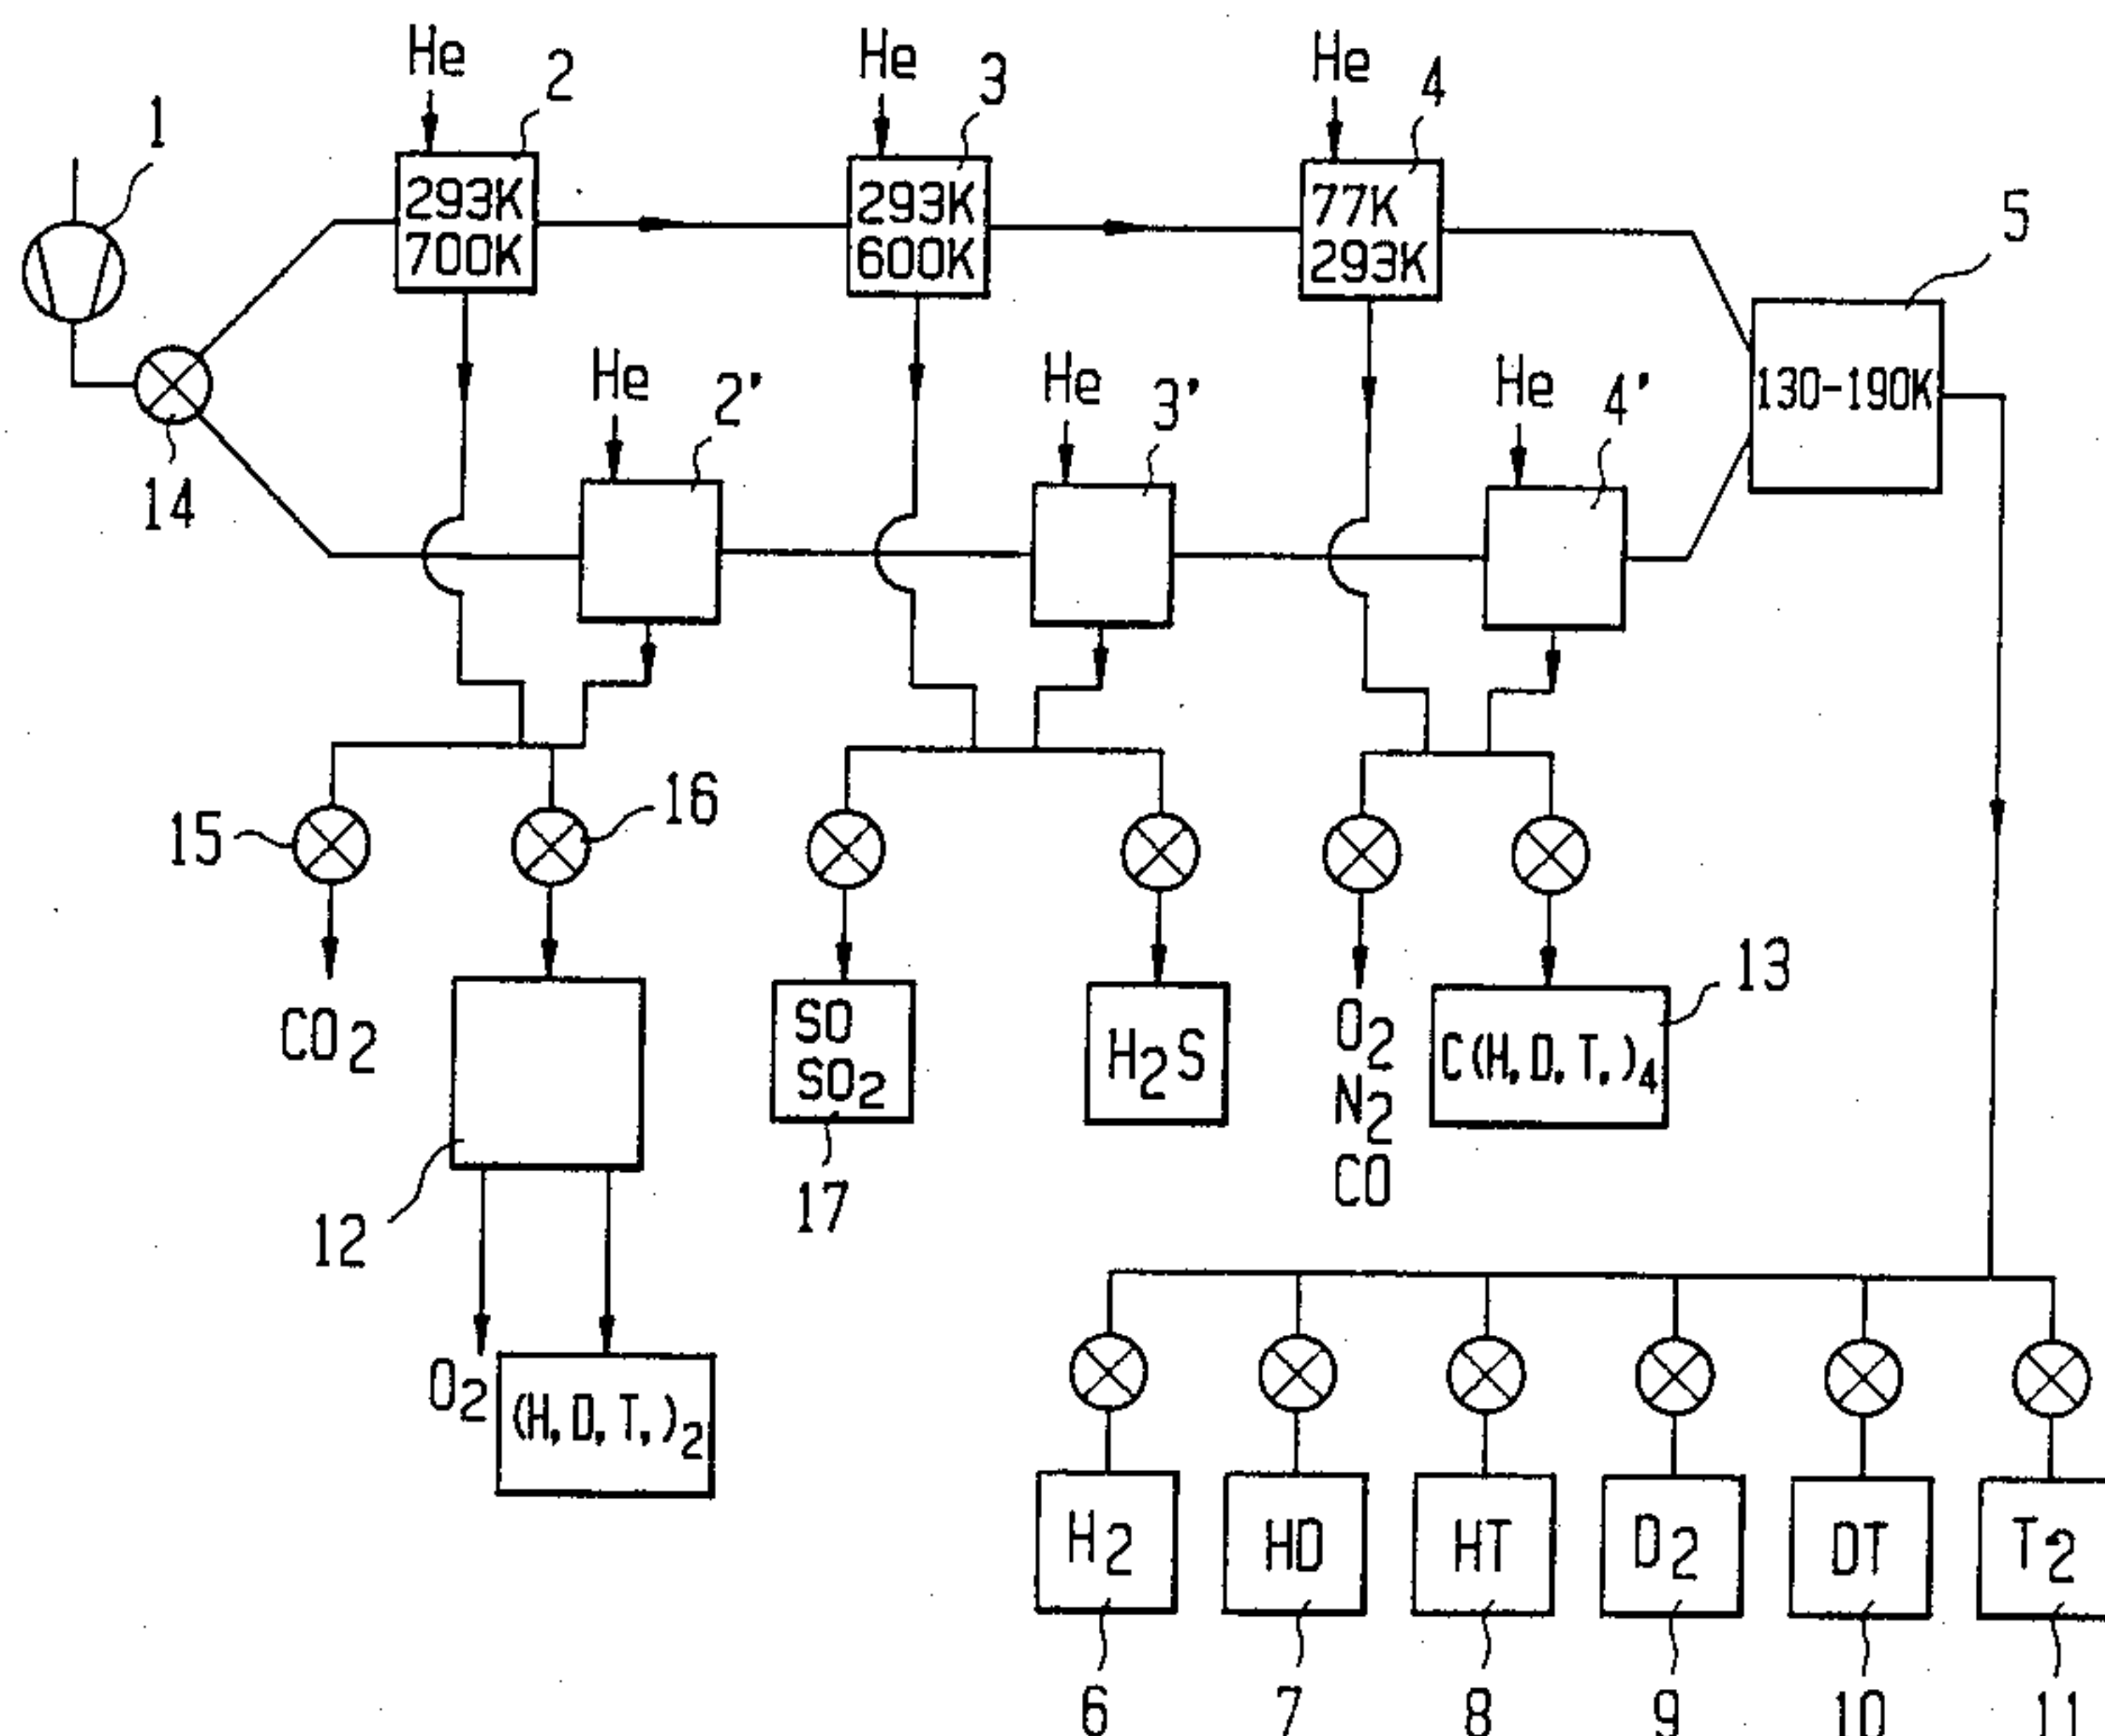 He
2
He
3
He
4
1
293K
700K
293K
600K
77K
293K
5
He
2'
He
3'
He
4'
130-190K
14
15
16
CO2
SO
SO2
H2S
O2
N2
CO
C(H,D,T,)4
13
12
17
O2
(H,D,T,)2
H2
HD
HT
D2
DT
T2
6
7
8
9
10
11